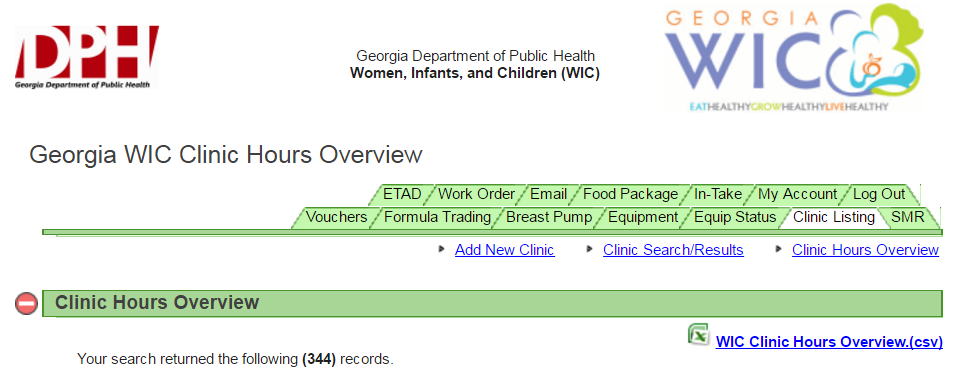 DPH
Georgia Department of Public Health
Georgia Department of Public Health
Women, Infants, and Children (WIC)
GEORGIA
WIC
EATHEALTHYGROWHEALTHYLIVEHEALTHY
Georgia WIC Clinic Hours Overview
ETAD Work Order Email Food Package In-Take My Account Log Out
Vouchers Formula Trading Breast Pump Equipment Equip Status Clinic Listing SMR
Add New Clinic Clinic Search/Results Clinic Hours Overview
Clinic Hours Overview
WIC Clinic Hours Overview.(csv)
Your search returned the following (344) records.